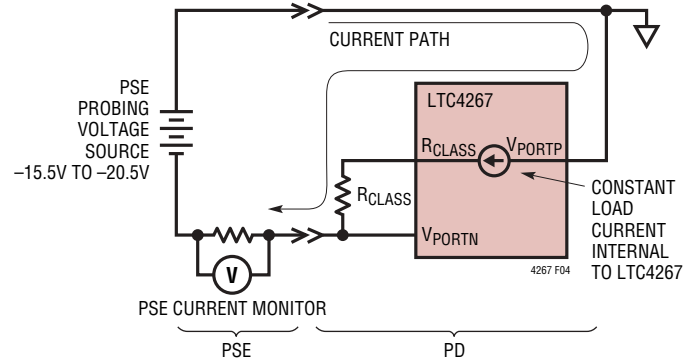 CURRENT PATH
PSE
PROBING
VOLTAGE
SOURCE
–15.5V TO –20.5V
LTC4267
RCLASS
VPORTP
RCLASS
CONSTANT
LOAD
CURRENT
INTERNAL
TO LTC4267
VPORTN
V
4267 F04
PSE CURRENT MONITOR
PSE
PD